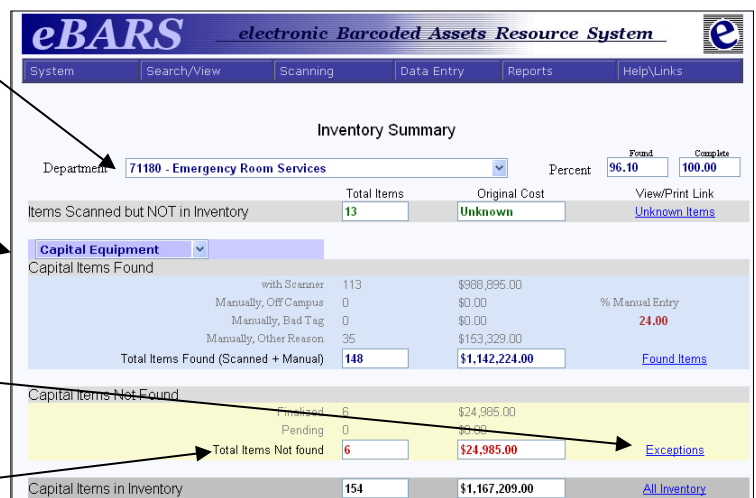 eBARS electronic Barcoded Assets Resource System e
System Search/View Scanning Data Entry Reports Help\Links
Inventory Summary
Found Complete
Department 71180 - Emergency Room Services Percent 96.10 100.00
Total Items Original Cost View/Print Link
Items Scanned but NOT in Inventory 13 Unknown Unknown Items
Capital Equipment
Capital Items Found
with Scanner 113 $988,895.00
Manually, Off Campus 0 $0.00 % Manual Entry
Manually, Bad Tag 0 $0.00 24.00
Manually, Other Reason 35 $153,329.00
Total Items Found (Scanned + Manual) 148 $1,142,224.00 Found Items
Capital Items Not Found
Finalized 6 $24,985.00
Pending 0 $0.00
Total Items Not found 6 $24,985.00 Exceptions
Capital Items in Inventory 154 $1,167,209.00 All Inventory